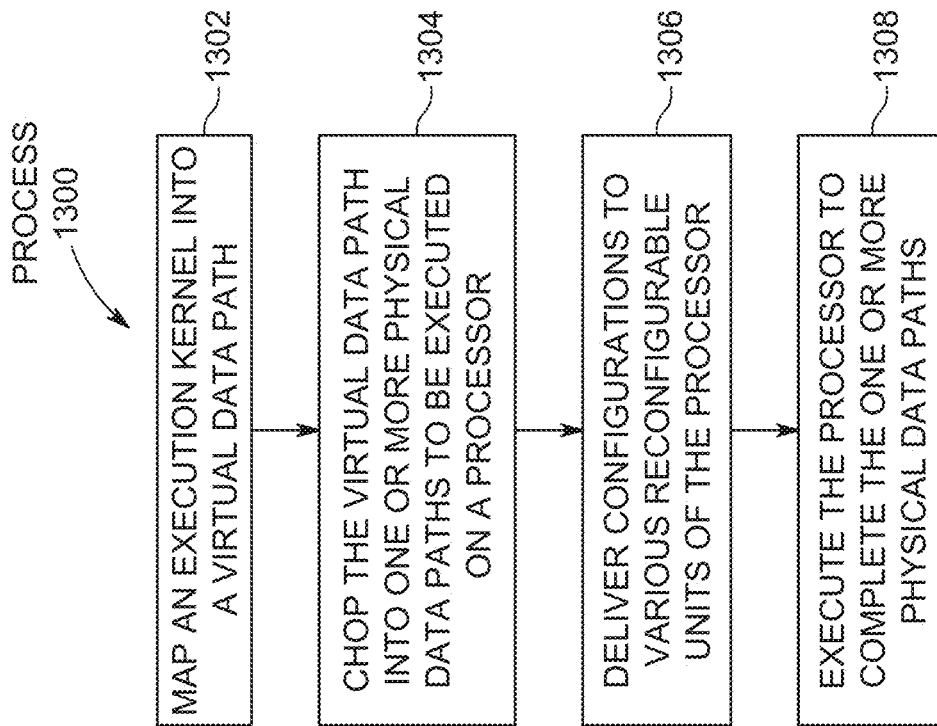 PROCESS
1300
MAP AN EXECUTION KERNEL INTO
A VIRTUAL DATA PATH
1302
CHOP THE VIRTUAL DATA PATH
INTO ONE OR MORE PHYSICAL
DATA PATHS TO BE EXECUTED
ON A PROCESSOR
1304
DELIVER CONFIGURATIONS TO
VARIOUS RECONFIGURABLE
UNITS OF THE PROCESSOR
1306
EXECUTE THE PROCESSOR TO
COMPLETE THE ONE OR MORE
PHYSICAL DATA PATHS
1308